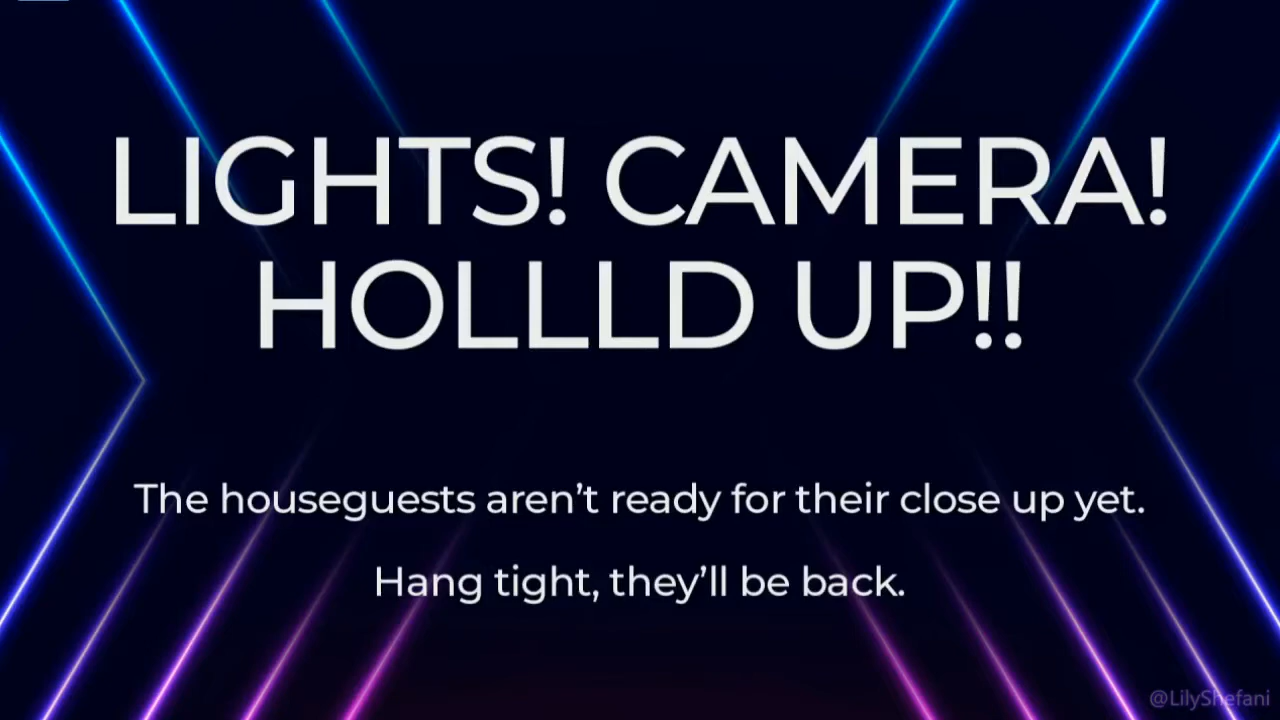 LIGHTS! CAMERA!
HOLLLD UP!!
The houseguests aren’t ready for their close up yet.
Hang tight, they’ll be back.
@LilyShefani